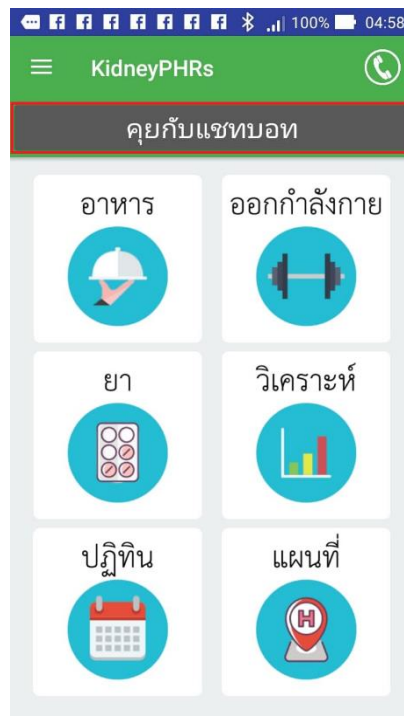 100% 04:58
KidneyPHRs
คุยกับแชทบอท
อาหาร ออกกำลังกาย
ยา วิเคราะห์
ปฏิทิน แผนที่
H